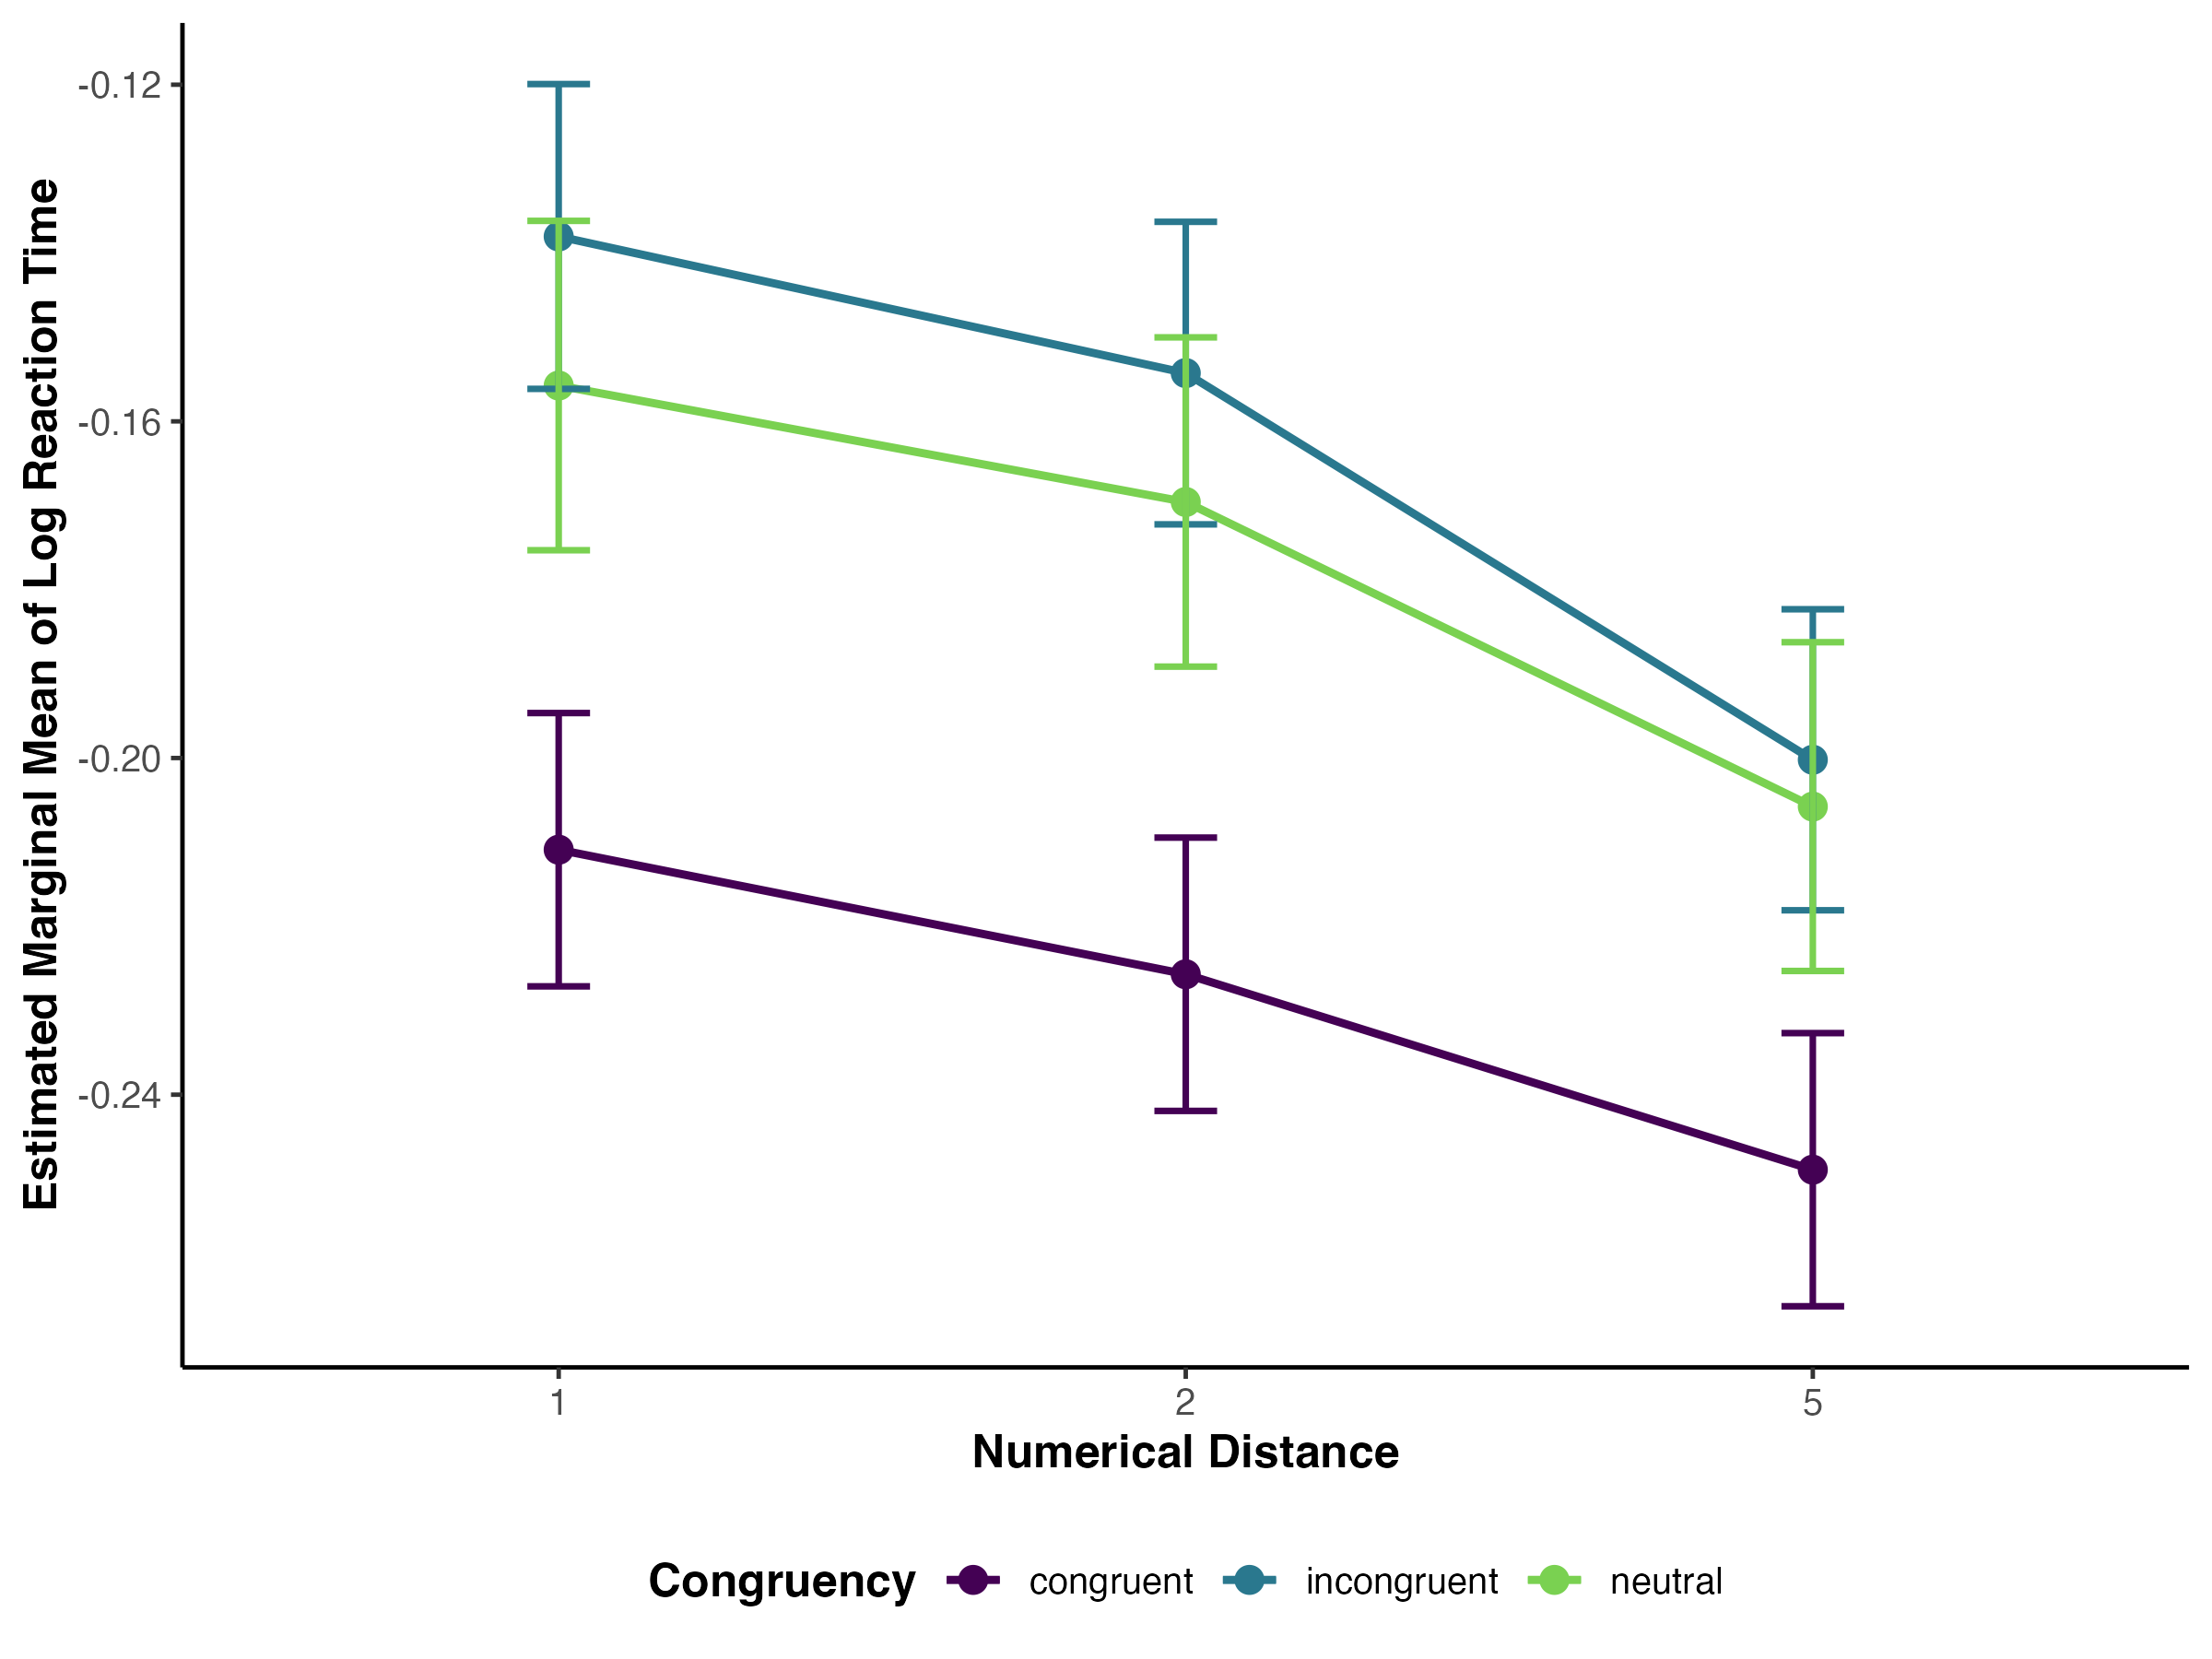 Estimated Marginal Mean of Log Reaction Time
-0.12
-0.16
-0.20
-0.24
1 2 5
Numerical Distance
Congruency congruent incongruent neutral